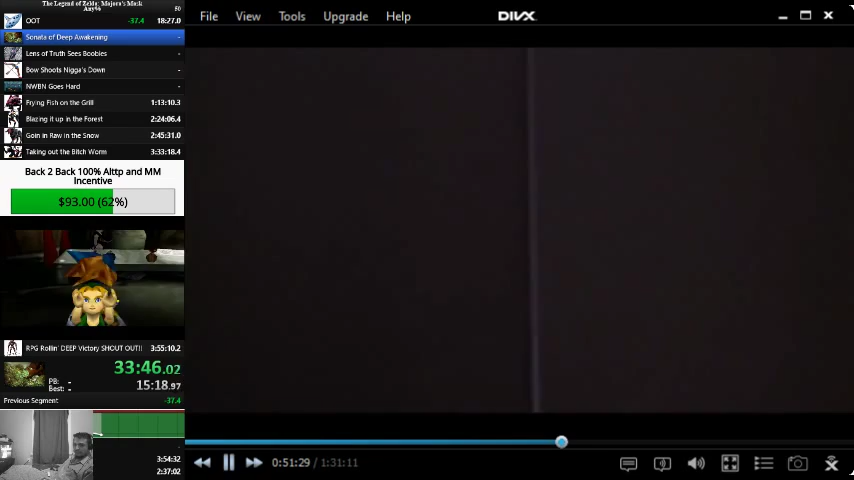 The Legend of Zelda: Majora's Mask
Any%
50
OOT -37.4 18:27.0
Sonata of Deep Awakening -
Lens of Truth Sees Boobies -
Bow Shoots Nigga's Down -
NWBN Goes Hard -
Frying Fish on the Grill 1:13:10.3
Blazing it up in the Forest 2:24:06.4
Goin in Raw in the Snow 2:45:31.0
Taking out the Bitch Worm 3:33:18.4
Back 2 Back 100% Alttp and MM
Incentive
$93.00 (62%)
RPG Rollin' DEEP Victory SHOUT OUT!! 3:55:10.2
33:46.02
PB: -
Best: -
15:18.97
Previous Segment -37.4
-
3:54:32
2:37:02
File View Tools Upgrade Help
DIVX
0:51:29 / 1:31:11